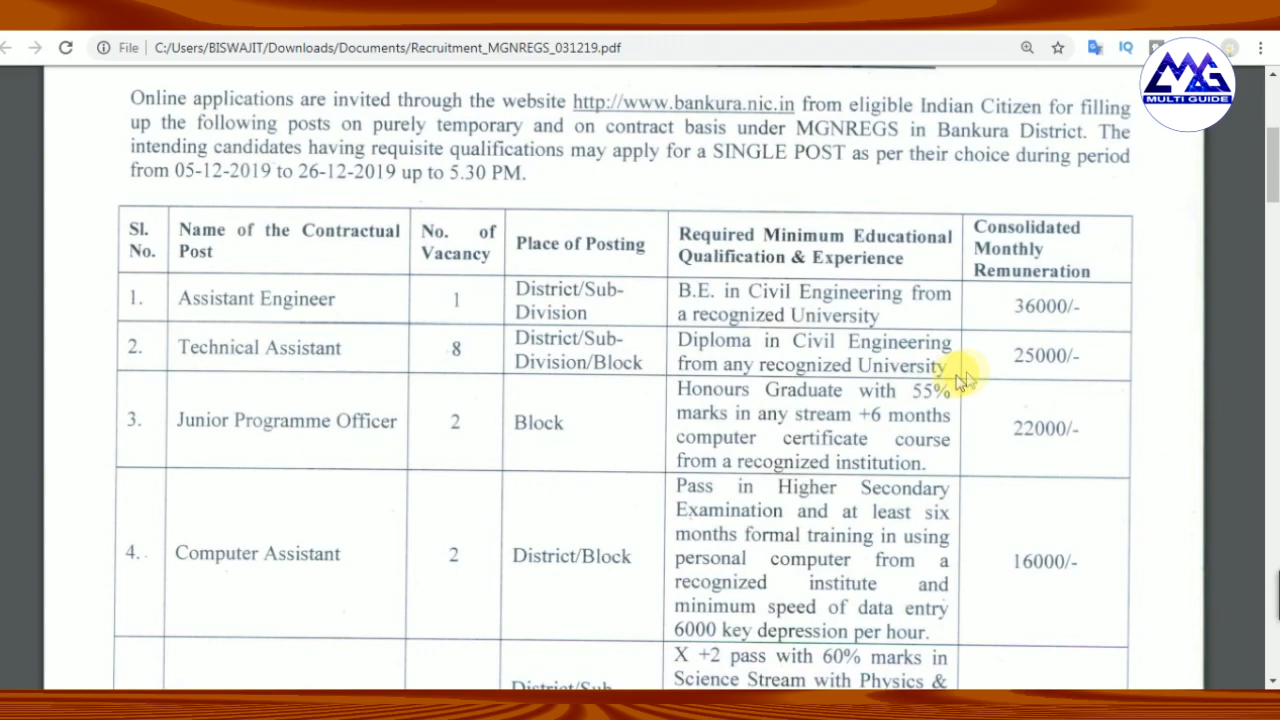 File C:/Users/BISWAJIT/Downloads/Documents/Recruitment_MGNREGS_031219.pdf
IQ
MG
MULTI GUIDE
Online applications are invited through the website http://www.bankura.nic.in from eligible Indian Citizen for filling
up the following posts on purely temporary and on contract basis under MGNREGS in Bankura District. The
intending candidates having requisite qualifications may apply for a SINGLE POST as per their choice during period
from 05-12-2019 to 26-12-2019 up to 5.30 PM.
Sl. No.
Name of the Contractual Post
No. of Vacancy
Place of Posting
Required Minimum Educational Qualification & Experience
Consolidated Monthly Remuneration
1.
Assistant Engineer
1
District/Sub-
Division
B.E. in Civil Engineering from
a recognized University
36000/-
2.
Technical Assistant
8
District/Sub-
Division/Block
Diploma in Civil Engineering
from any recognized University
25000/-
3.
Junior Programme Officer
2
Block
Honours Graduate with 55%
marks in any stream +6 months
computer certificate course
from a recognized institution.
22000/-
4.
Computer Assistant
2
District/Block
Pass in Higher Secondary
Examination and at least six
months formal training in using
personal computer from a
recognized institute and
minimum speed of data entry
6000 key depression per hour.
16000/-
District/Sub
X +2 pass with 60% marks in
Science Stream with Physics &